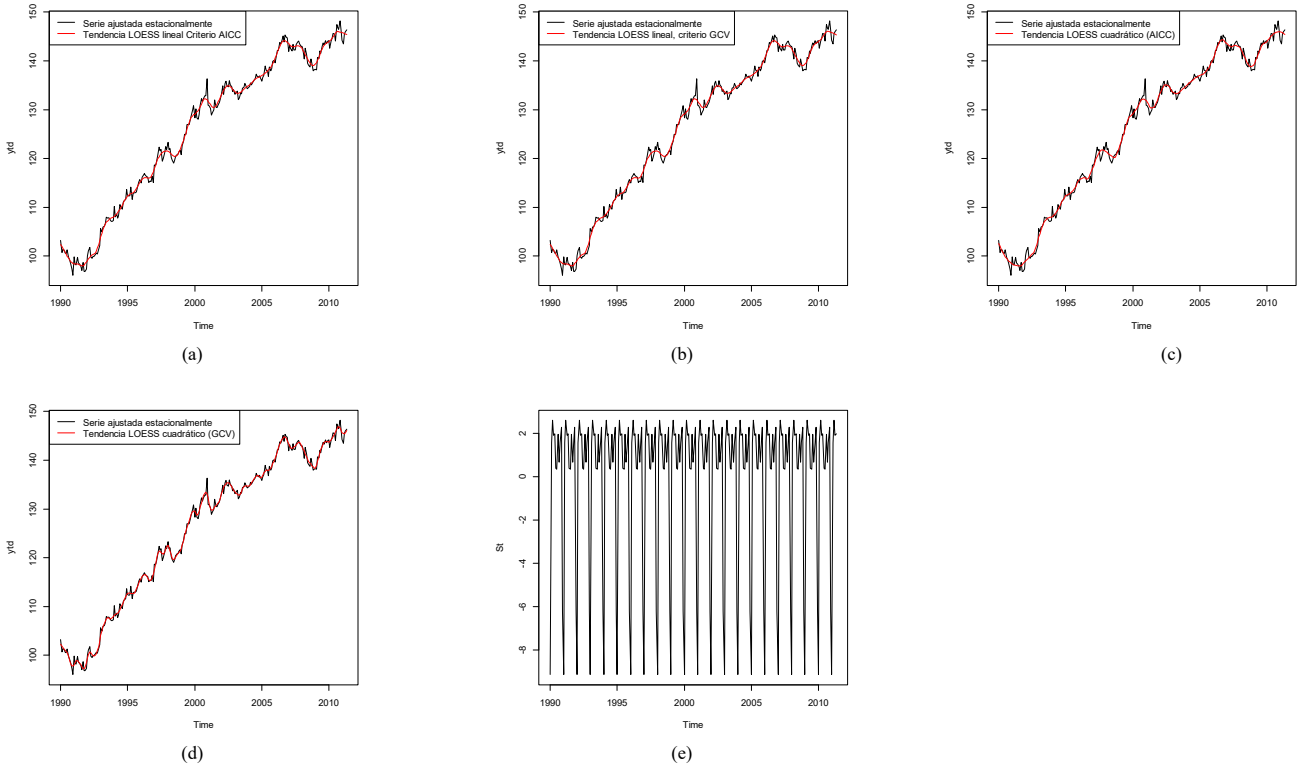 Serie ajustada estacionalmente
Tendencia LOESS lineal Criterio AICC
ytd
100 110 120 130 140 150
1990 1995 2000 2005 2010
Time
(a)
Serie ajustada estacionalmente
Tendencia LOESS lineal, criterio GCV
ytd
100 110 120 130 140 150
1990 1995 2000 2005 2010
Time
(b)
Serie ajustada estacionalmente
Tendencia LOESS cuadrático (AICC)
ytd
100 110 120 130 140 150
1990 1995 2000 2005 2010
Time
(c)
Serie ajustada estacionalmente
Tendencia LOESS cuadrático (GCV)
ytd
100 110 120 130 140 150
1990 1995 2000 2005 2010
Time
(d)
St
-8 -6 -4 -2 0 2
1990 1995 2000 2005 2010
Time
(e)